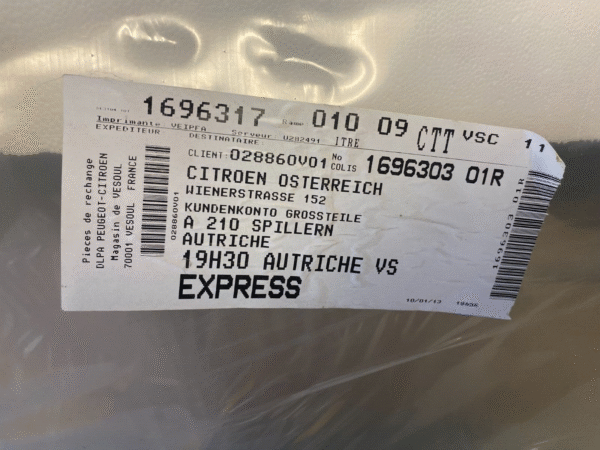 1696317 010 09 CTT VSC 11
Imprimante VEIPFA Serveur U282491 1TRE
EXPEDITEUR DESTINATAIRE
Pieces de rechange
DLPA PEUGEOT-CITROEN
Magasin de VESOUL
70001 VESOUL FRANCE
028860V01
CLIENT: 028860V01 No COLIS 1696303 01R
CITROEN OSTERREICH
WIENERSTRASSE 152
KUNDENKONTO GROSSTEILE
A 210 SPILLERN
AUTRICHE
19H30 AUTRICHE VS
EXPRESS
1696303 01R